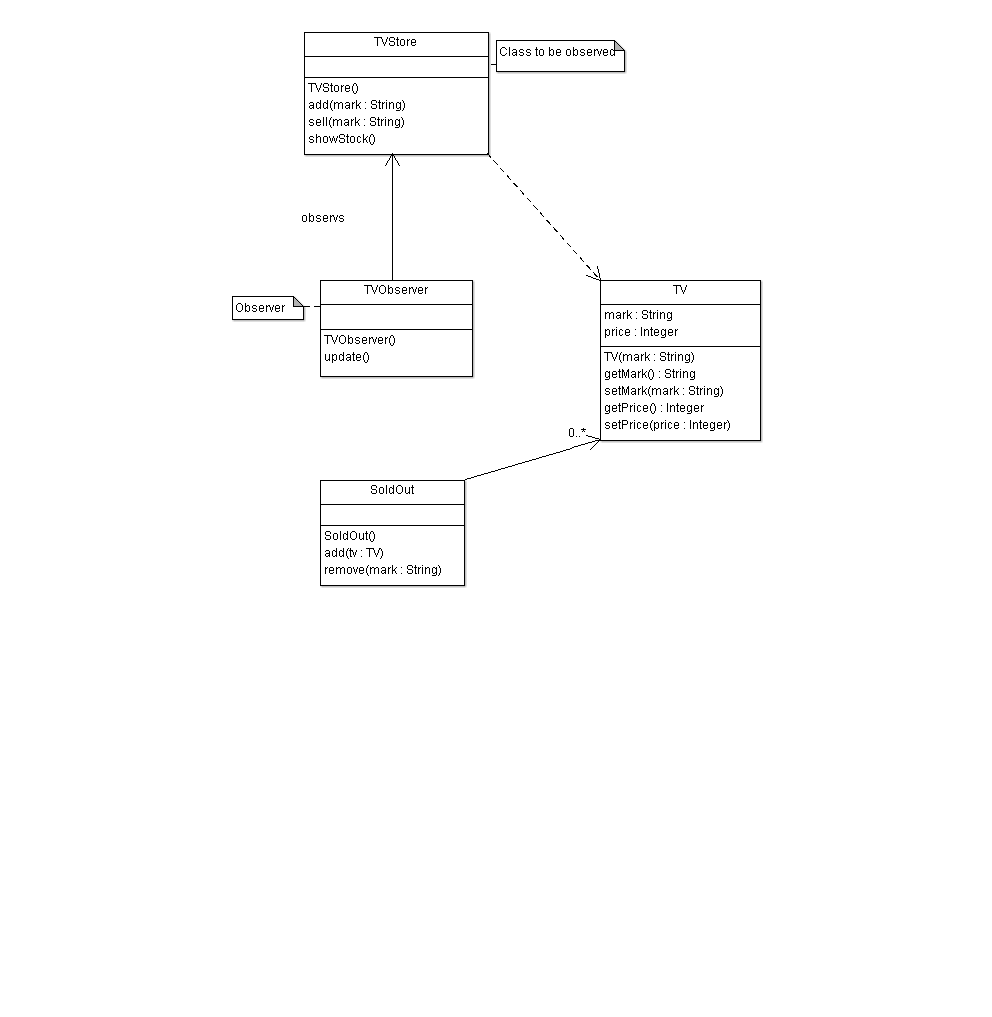 TVStore
Class to be observed
TVStore()
add(mark : String)
sell(mark : String)
showStock()
observs
TVObserver
Observer
TVObserver()
update()
TV
mark : String
price : Integer
TV(mark : String)
getMark() : String
setMark(mark : String)
getPrice() : Integer
setPrice(price : Integer)
0..*
SoldOut
SoldOut()
add(tv : TV)
remove(mark : String)